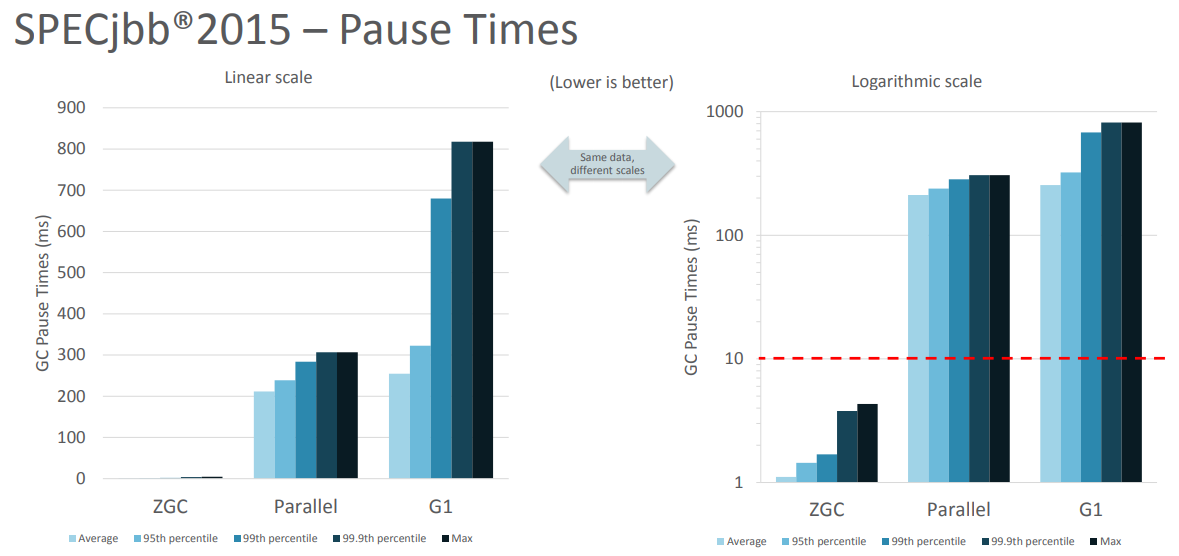 SPECjbb®2015 – Pause Times
Linear scale
(Lower is better)
Logarithmic scale
900
800
700
600
500
400
300
200
100
0
GC Pause Times (ms)
ZGC
Parallel
G1
Average
95th percentile
99th percentile
99.9th percentile
Max
Same data,
different scales
1000
100
10
1
GC Pause Times (ms)
ZGC
Parallel
G1
Average
95th percentile
99th percentile
99.9th percentile
Max